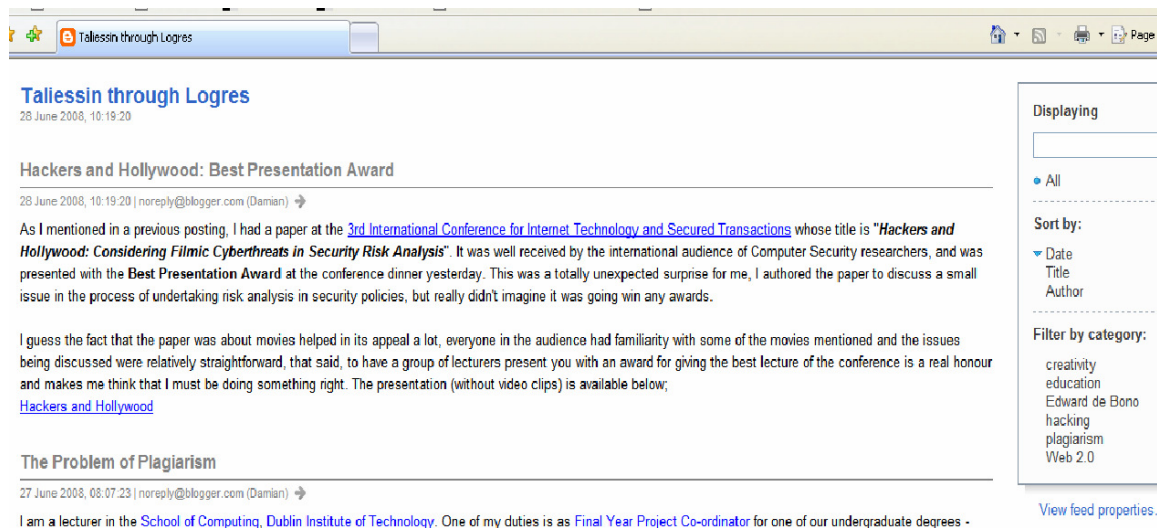 Taliessin through Logres
Page
Taliessin through Logres
28 June 2008, 10:19:20
Hackers and Hollywood: Best Presentation Award
28 June 2008, 10:19:20 | noreply@blogger.com (Damian)
As I mentioned in a previous posting, I had a paper at the 3rd International Conference for Internet Technology and Secured Transactions whose title is "Hackers and
Hollywood: Considering Filmic Cyberthreats in Security Risk Analysis". It was well received by the international audience of Computer Security researchers, and was
presented with the Best Presentation Award at the conference dinner yesterday. This was a totally unexpected surprise for me, I authored the paper to discuss a small
issue in the process of undertaking risk analysis in security policies, but really didn't imagine it was going win any awards.
I guess the fact that the paper was about movies helped in its appeal a lot, everyone in the audience had familiarity with some of the movies mentioned and the issues
being discussed were relatively straightforward, that said, to have a group of lecturers present you with an award for giving the best lecture of the conference is a real honour
and makes me think that I must be doing something right. The presentation (without video clips) is available below;
Hackers and Hollywood
The Problem of Plagiarism
27 June 2008, 08:07:23 | noreply@blogger.com (Damian)
I am a lecturer in the School of Computing, Dublin Institute of Technology. One of my duties is as Final Year Project Co-ordinator for one of our undergraduate degrees -
Displaying
All
Sort by:
Date
Title
Author
Filter by category:
creativity
education
Edward de Bono
hacking
plagiarism
Web 2.0
View feed properties.